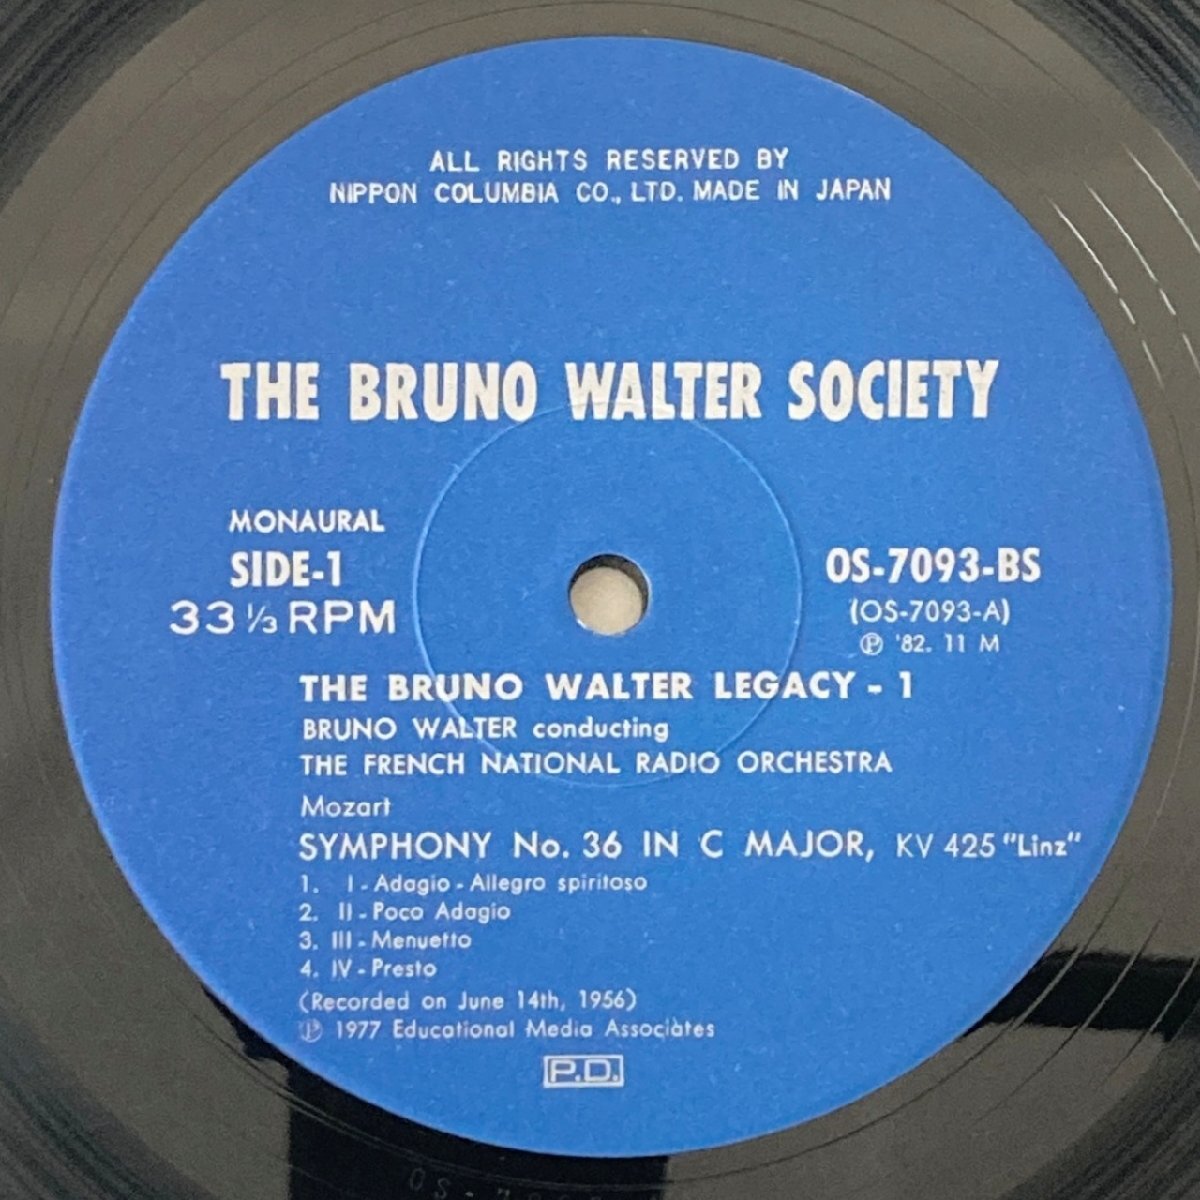 ALL RIGHTS RESERVED BY
NIPPON COLUMBIA CO., LTD. MADE IN JAPAN
THE BRUNO WALTER SOCIETY
MONAURAL
SIDE-1
33 1/3 RPM
OS-7093-BS
(OS-7093-A)
Ⓟ '82. 11 M
THE BRUNO WALTER LEGACY - 1
BRUNO WALTER conducting
THE FRENCH NATIONAL RADIO ORCHESTRA
Mozart
SYMPHONY No. 36 IN C MAJOR, KV 425 "Linz"
1. I - Adagio - Allegro spiritoso
2. II - Poco Adagio
3. III - Menuetto
4. IV - Presto
(Recorded on June 14th, 1956)
Ⓟ 1977 Educational Media Associates
P.D.